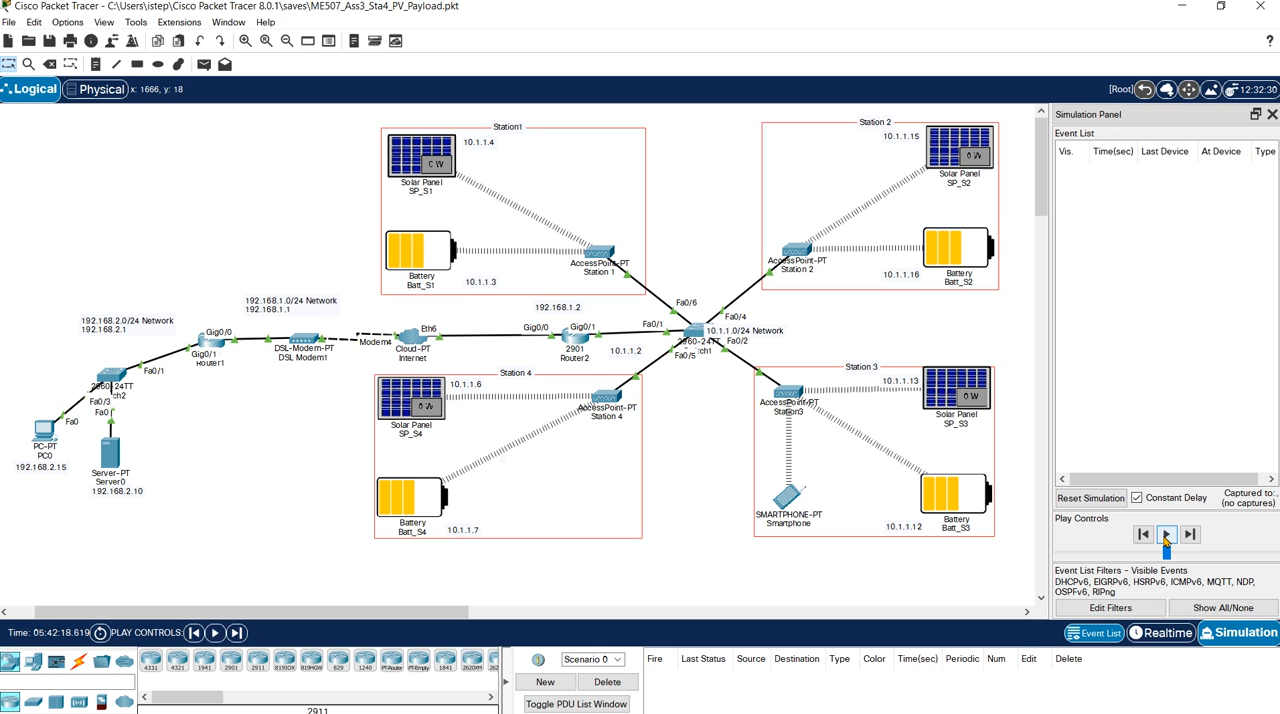 Cisco Packet Tracer - C:\Users\istep\Cisco Packet Tracer 8.0.1\saves\ME507_Ass3_Sta4_PV_Payload.pkt
File Edit Options View Tools Extensions Window Help
?
Logical Physical x: 1666, y: 18 [Root] 12:32:30
Station1
10.1.1.4
0 W
Solar Panel
SP_S1
Battery
Batt_S1
10.1.1.3
AccessPoint-PT
Station 1
Station 2
10.1.1.15
0 W
Solar Panel
SP_S2
AccessPoint-PT
Station 2
Battery
Batt_S2
10.1.1.16
192.168.2.0/24 Network
192.168.2.1
192.168.1.0/24 Network
192.168.1.1
Gig0/0
Gig0/1
Router1
DSL-Modem-PT
DSL Modem1
Modem4
Cloud-PT
Internet
Eth6
192.168.1.2
Gig0/0
Gig0/1
2901
Router2
10.1.1.2
Fa0/6
Fa0/4
Fa0/1
10.1.1.0/24 Network
2960-24TT
Fa0/2
Fa0/5
Fa0/1
2960-24TT
Fa0/3
Fa0
Fa0
PC-PT
PC0
192.168.2.15
Server-PT
Server0
192.168.2.10
Station 4
10.1.1.6
0 W
Solar Panel
SP_S4
AccessPoint-PT
Station 4
Battery
Batt_S4
10.1.1.7
Station 3
10.1.1.13
0 W
Solar Panel
SP_S3
AccessPoint-PT
Station3
SMARTPHONE-PT
Smartphone
10.1.1.12
Battery
Batt_S3
Simulation Panel
Event List
Vis. Time(sec) Last Device At Device Type
Reset Simulation Constant Delay Captured to:
(no captures)
Play Controls
Event List Filters - Visible Events
DHCPv6, EIGRPv6, HSRPv6, ICMPv6, MQTT, NDP,
OSPFv6, RIPng
Edit Filters Show All/None
Time: 05:42:18.619 PLAY CONTROLS: Event List Realtime Simulation
4331 4321 1941 2901 2911 819IOX 819HGW 829 1240 PT-Router PT-Empty 1841 2620XM
2911
Scenario 0
New Delete
Toggle PDU List Window
Fire Last Status Source Destination Type Color Time(sec) Periodic Num Edit Delete